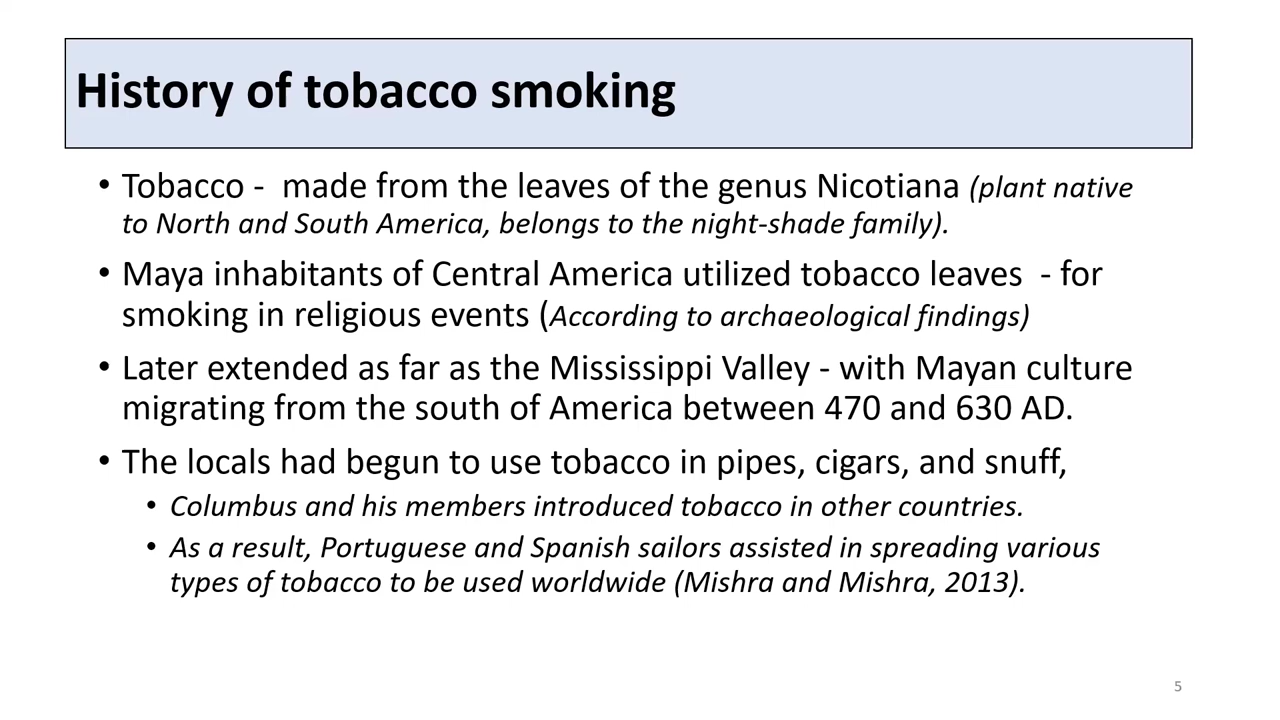 History of tobacco smoking
• Tobacco -  made from the leaves of the genus Nicotiana (plant native
to North and South America, belongs to the night-shade family).
• Maya inhabitants of Central America utilized tobacco leaves  - for
smoking in religious events (According to archaeological findings)
• Later extended as far as the Mississippi Valley - with Mayan culture
migrating from the south of America between 470 and 630 AD.
• The locals had begun to use tobacco in pipes, cigars, and snuff,
• Columbus and his members introduced tobacco in other countries.
• As a result, Portuguese and Spanish sailors assisted in spreading various
types of tobacco to be used worldwide (Mishra and Mishra, 2013).
5